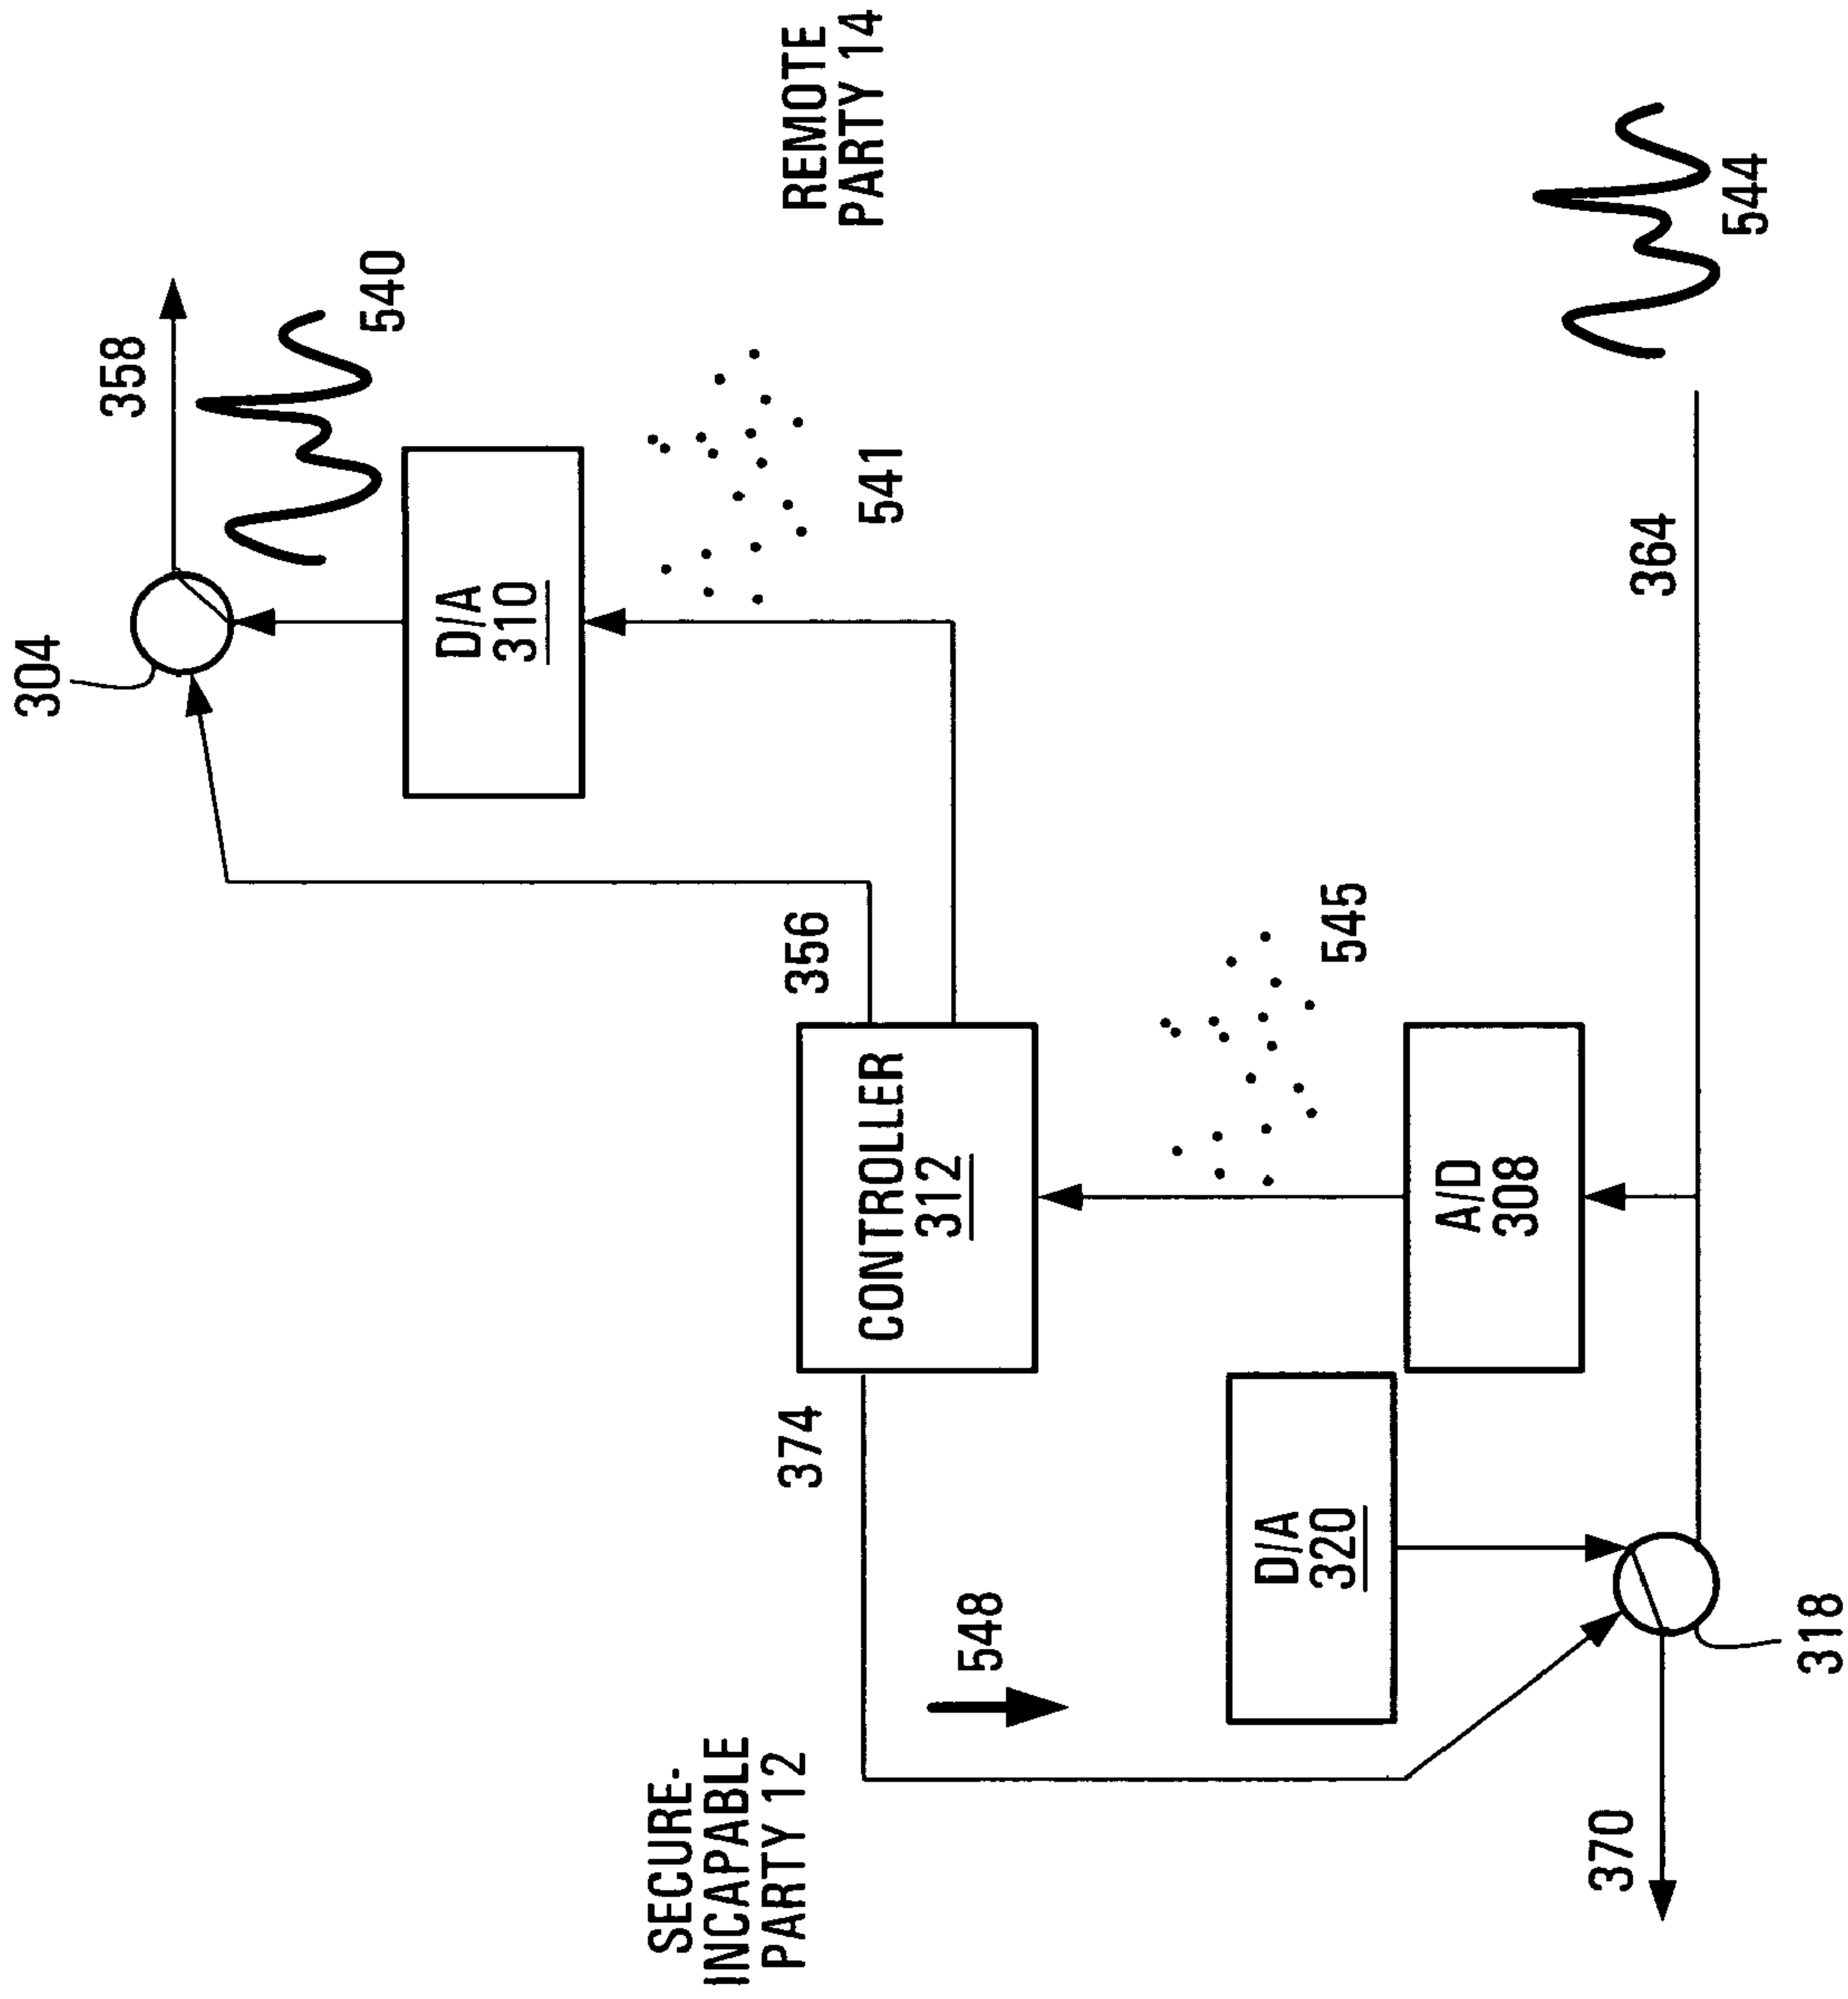 304
358
540
D/A
310
SECURE-
INCAPABLE
PARTY 12
374
356
REMOTE
PARTY 14
541
CONTROLLER
312
548
D/A
320
545
A/D
308
370
364
544
318